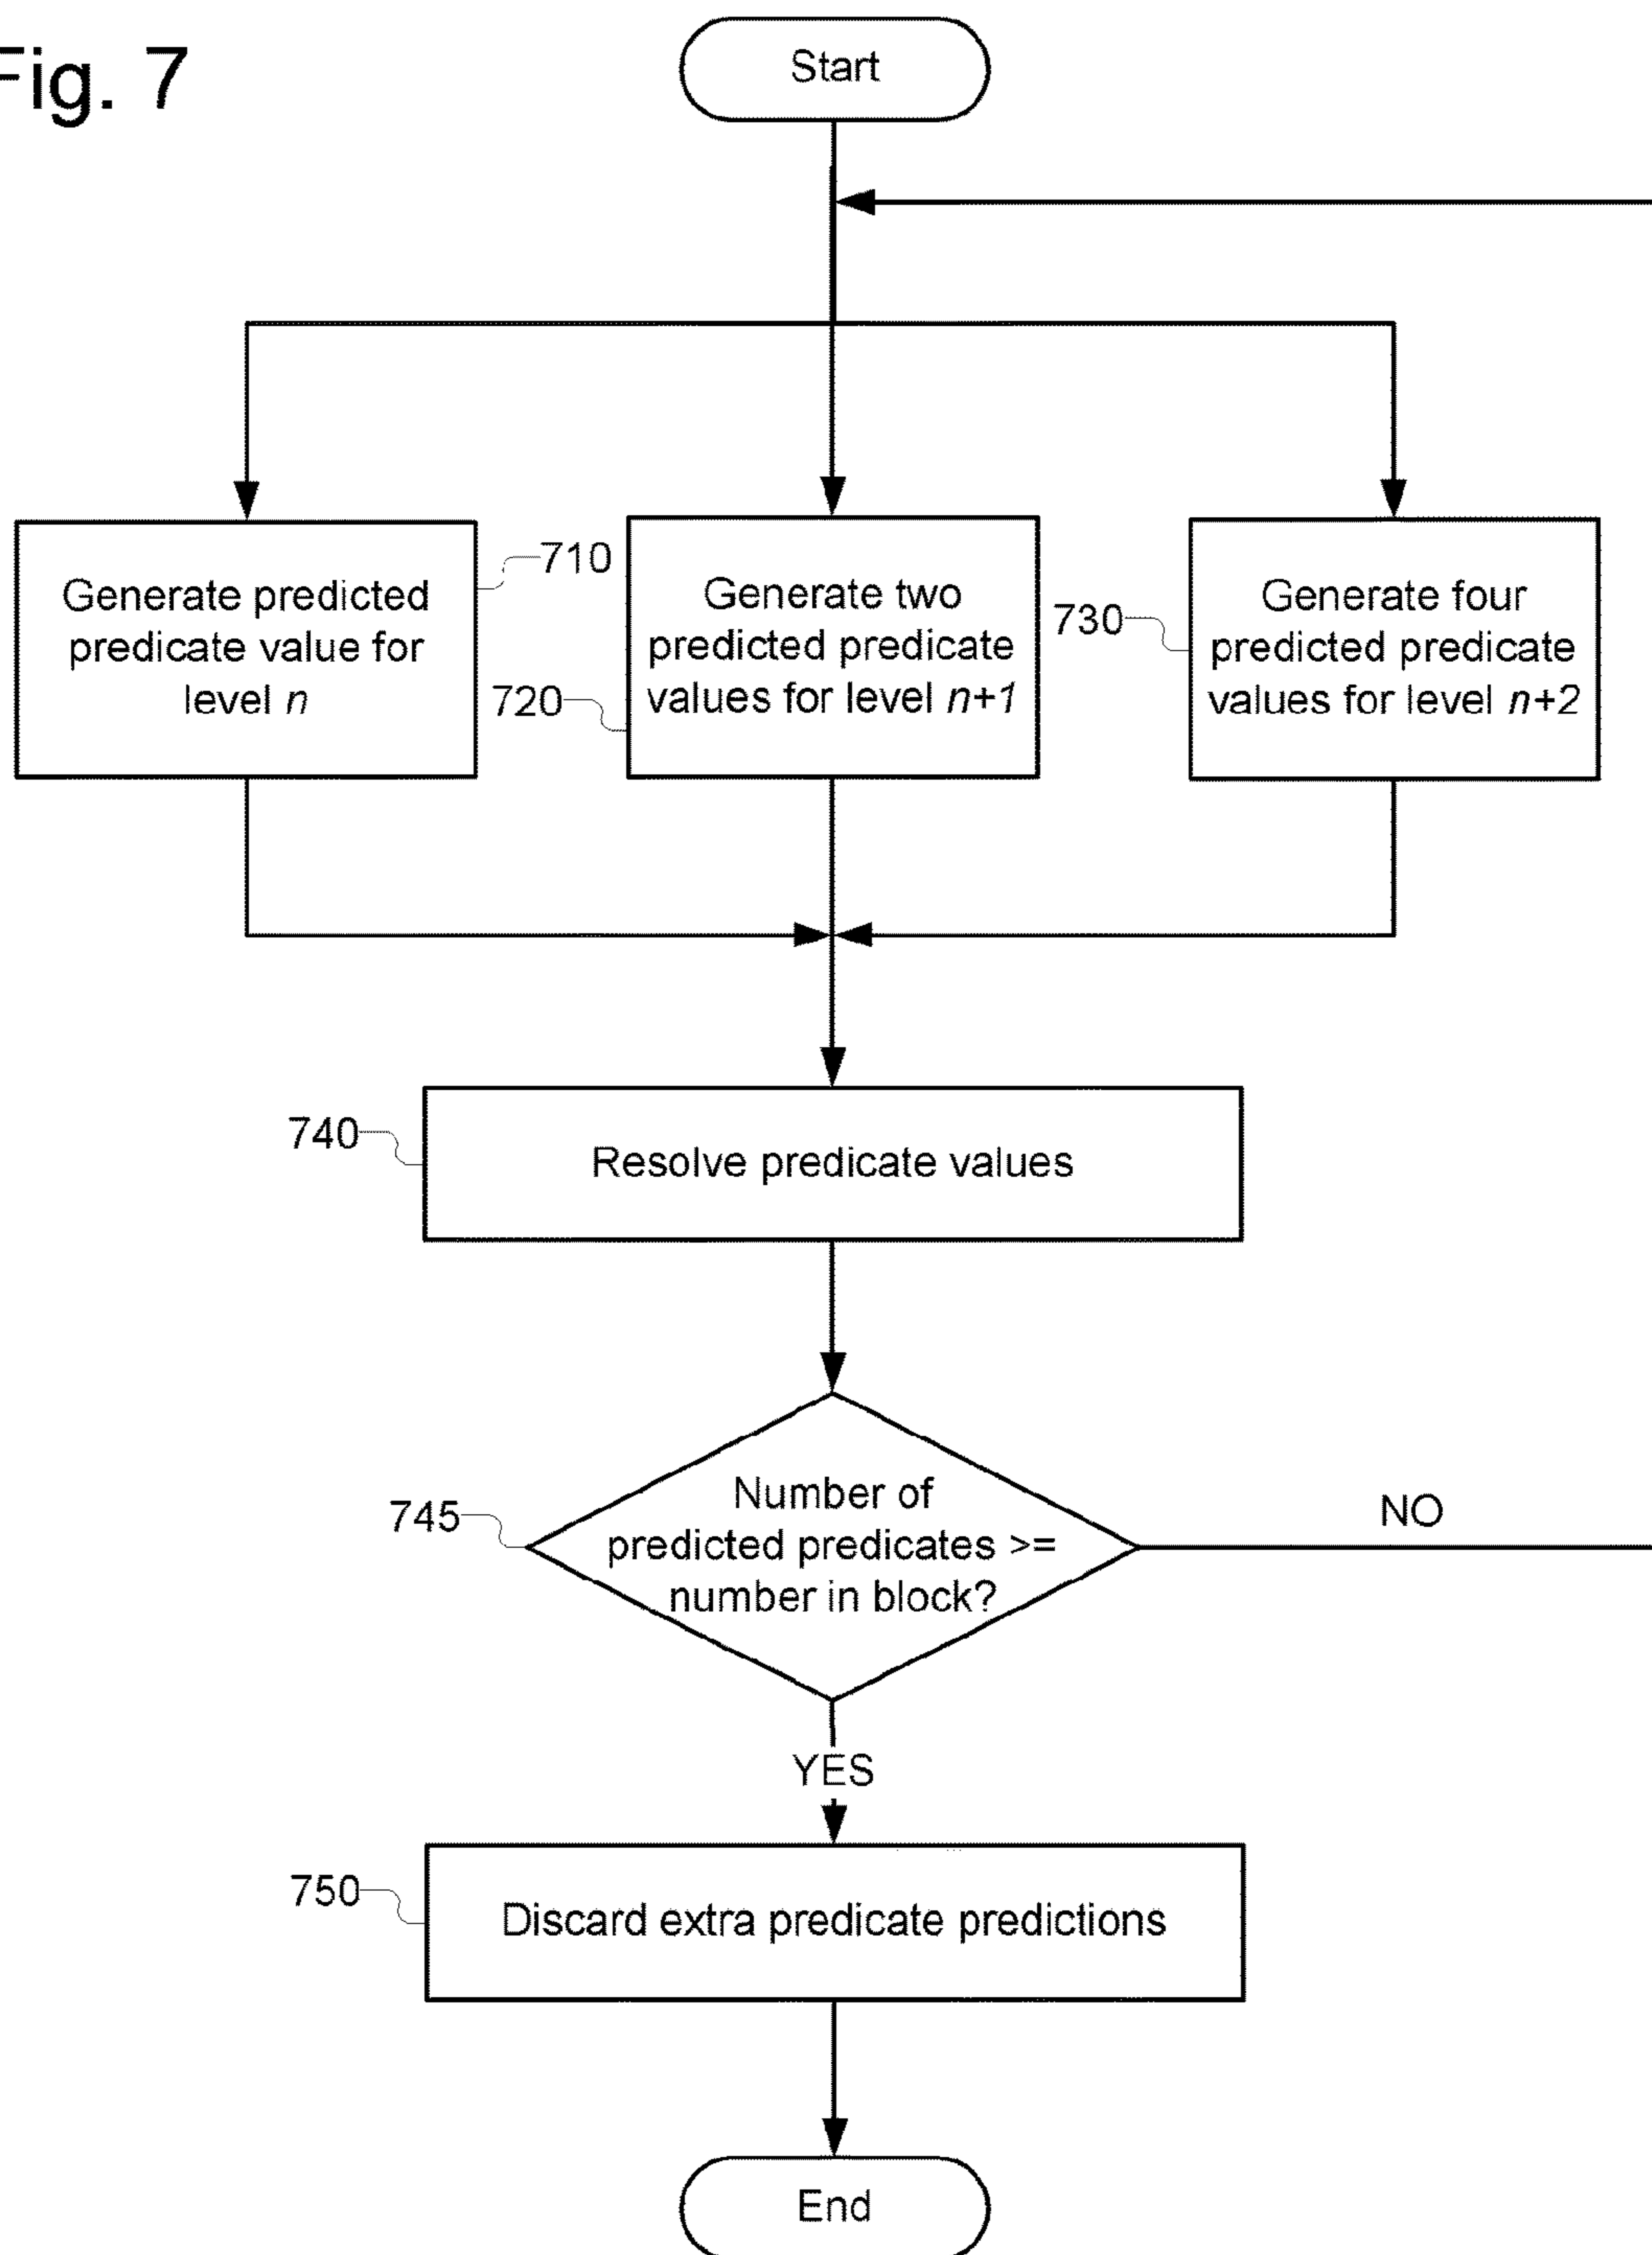 Fig. 7
Start
710
Generate predicted
predicate value for
level n
720
Generate two
predicted predicate
values for level n+1
730
Generate four
predicted predicate
values for level n+2
740
Resolve predicate values
745
Number of
predicted predicates >=
number in block?
NO
YES
750
Discard extra predicate predictions
End